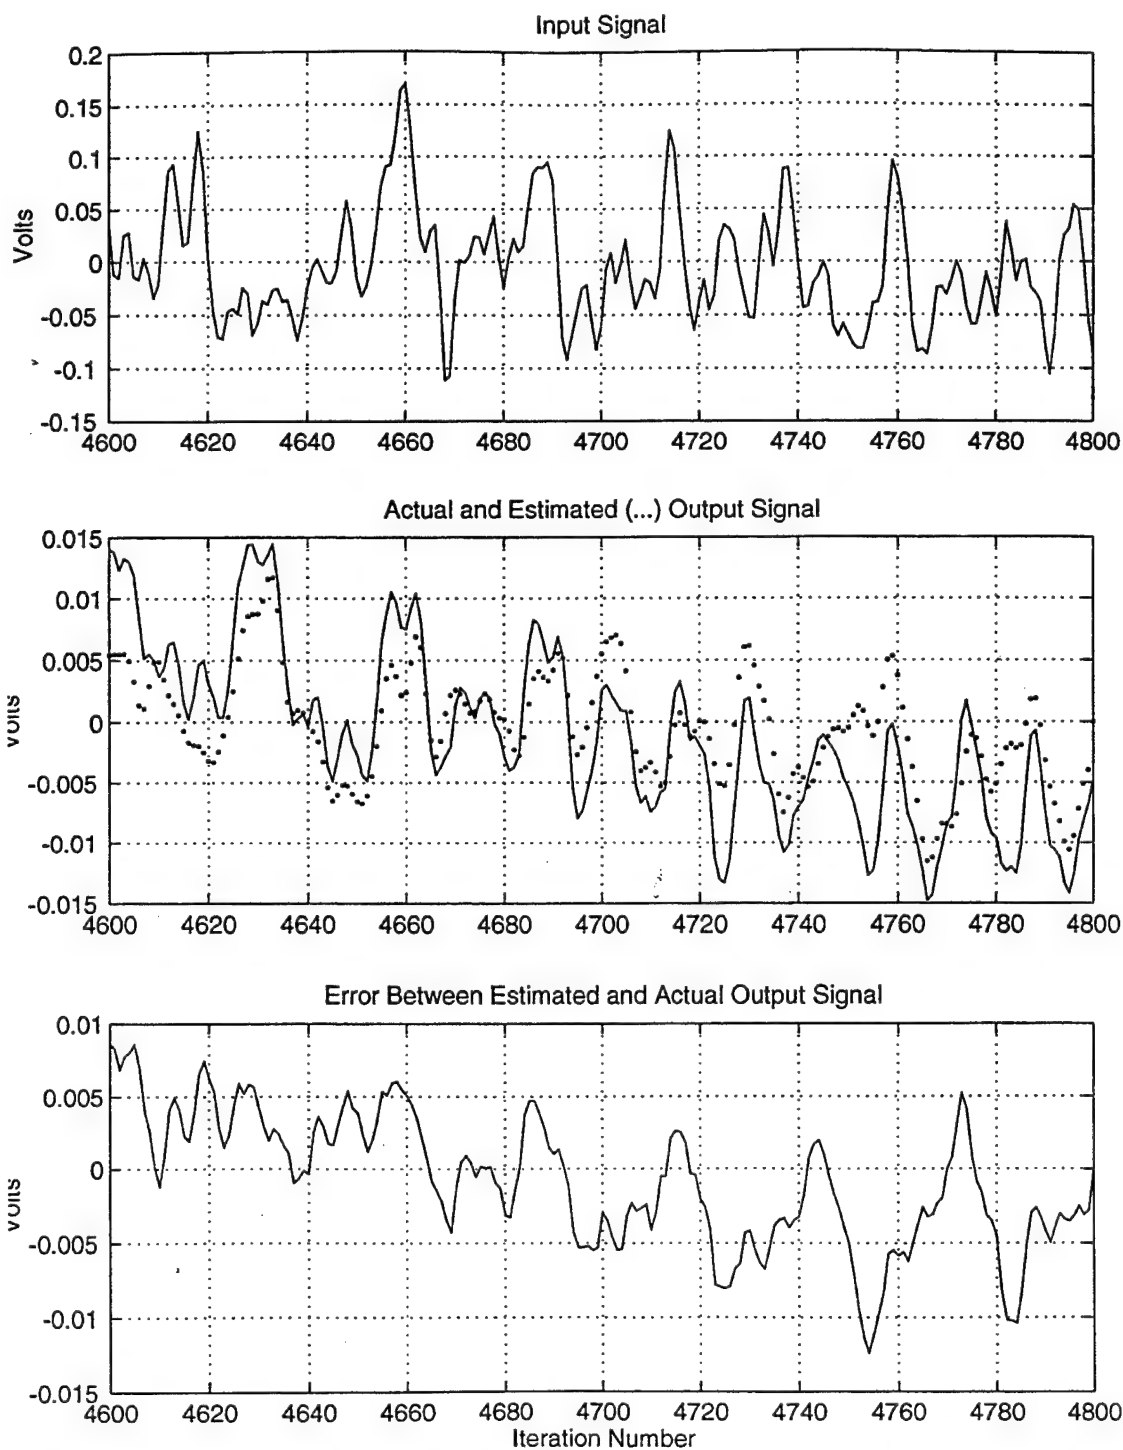 Input Signal
0.2
0.15
0.1
0.05
0
-0.05
-0.1
-0.15
Volts
4600 4620 4640 4660 4680 4700 4720 4740 4760 4780 4800
Actual and Estimated (...) Output Signal
0.015
0.01
0.005
0
-0.005
-0.01
-0.015
Volts
4600 4620 4640 4660 4680 4700 4720 4740 4760 4780 4800
Error Between Estimated and Actual Output Signal
0.01
0.005
0
-0.005
-0.01
-0.015
Volts
4600 4620 4640 4660 4680 4700 4720 4740 4760 4780 4800
Iteration Number